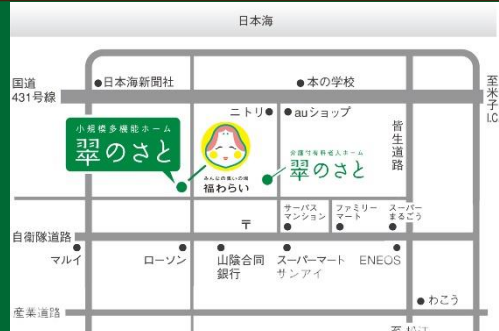 日本海
国道
431号線
●日本海新聞社
●本の学校
至米子I.C
ニトリ●
●auショップ
小規模多機能ホーム
翠のさと
みんなの集いの場
福わらい
介護付有料老人ホーム
翠のさと
皆生道路
〒
サーパス
マンション
ファミリー
マート
スーパー
まるごう
自衛隊道路
マルイ
ローソン
山陰合同
銀行
スーパーマート
サンアイ
ENEOS
●わこう
産業道路
至 松江